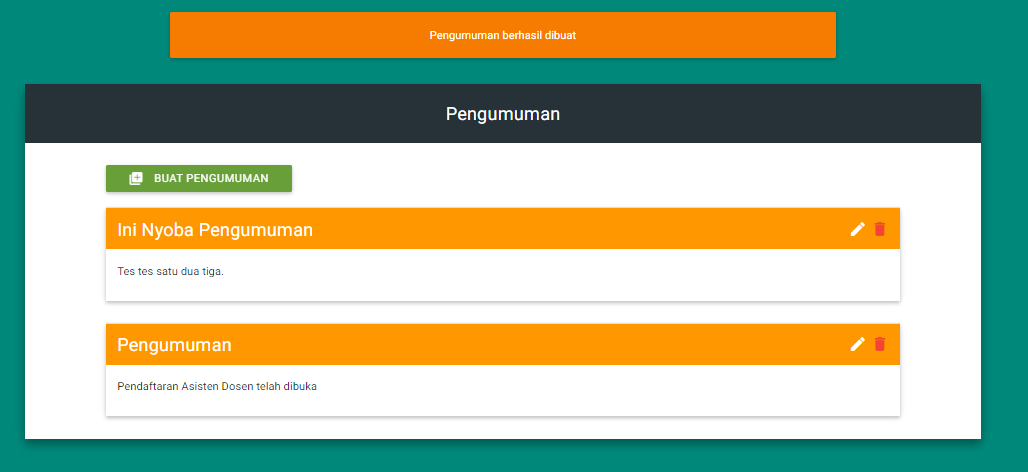 Pengumuman berhasil dibuat
Pengumuman
BUAT PENGUMUMAN
Ini Nyoba Pengumuman
Tes tes satu dua tiga.
Pengumuman
Pendaftaran Asisten Dosen telah dibuka